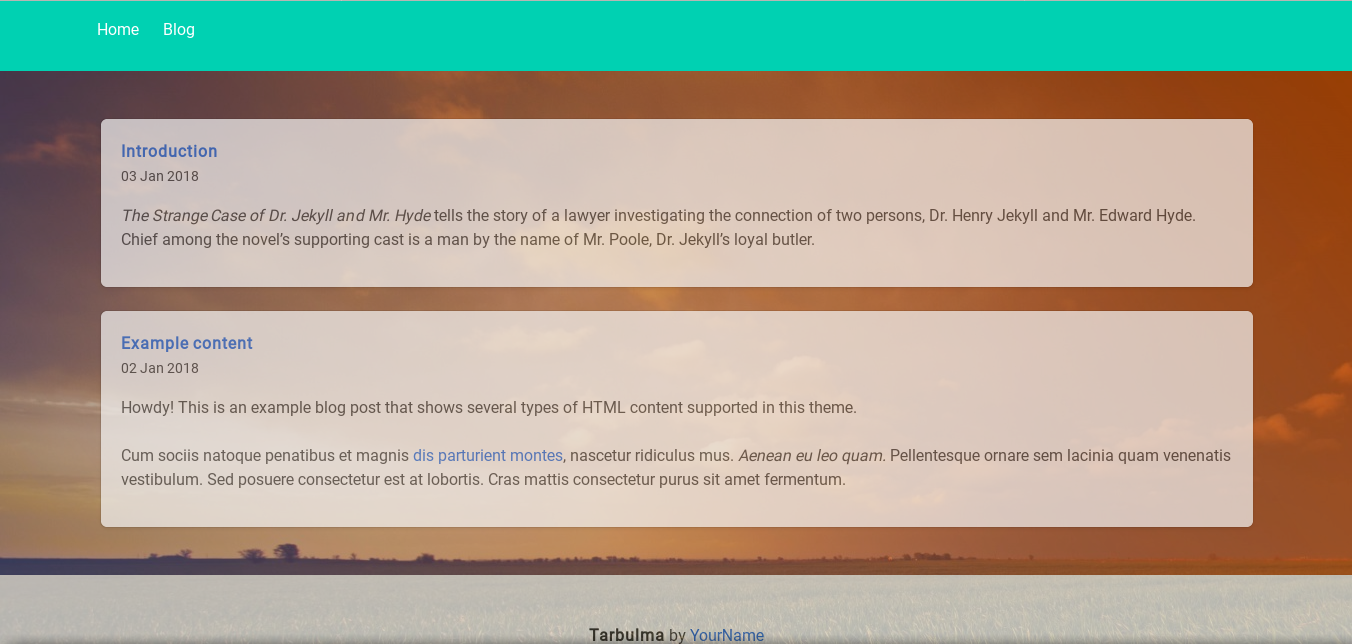 Home Blog
Introduction
03 Jan 2018
The Strange Case of Dr. Jekyll and Mr. Hyde tells the story of a lawyer investigating the connection of two persons, Dr. Henry Jekyll and Mr. Edward Hyde.
Chief among the novel’s supporting cast is a man by the name of Mr. Poole, Dr. Jekyll’s loyal butler.
Example content
02 Jan 2018
Howdy! This is an example blog post that shows several types of HTML content supported in this theme.
Cum sociis natoque penatibus et magnis dis parturient montes, nascetur ridiculus mus. Aenean eu leo quam. Pellentesque ornare sem lacinia quam venenatis
vestibulum. Sed posuere consectetur est at lobortis. Cras mattis consectetur purus sit amet fermentum.
Tarbulma by YourName